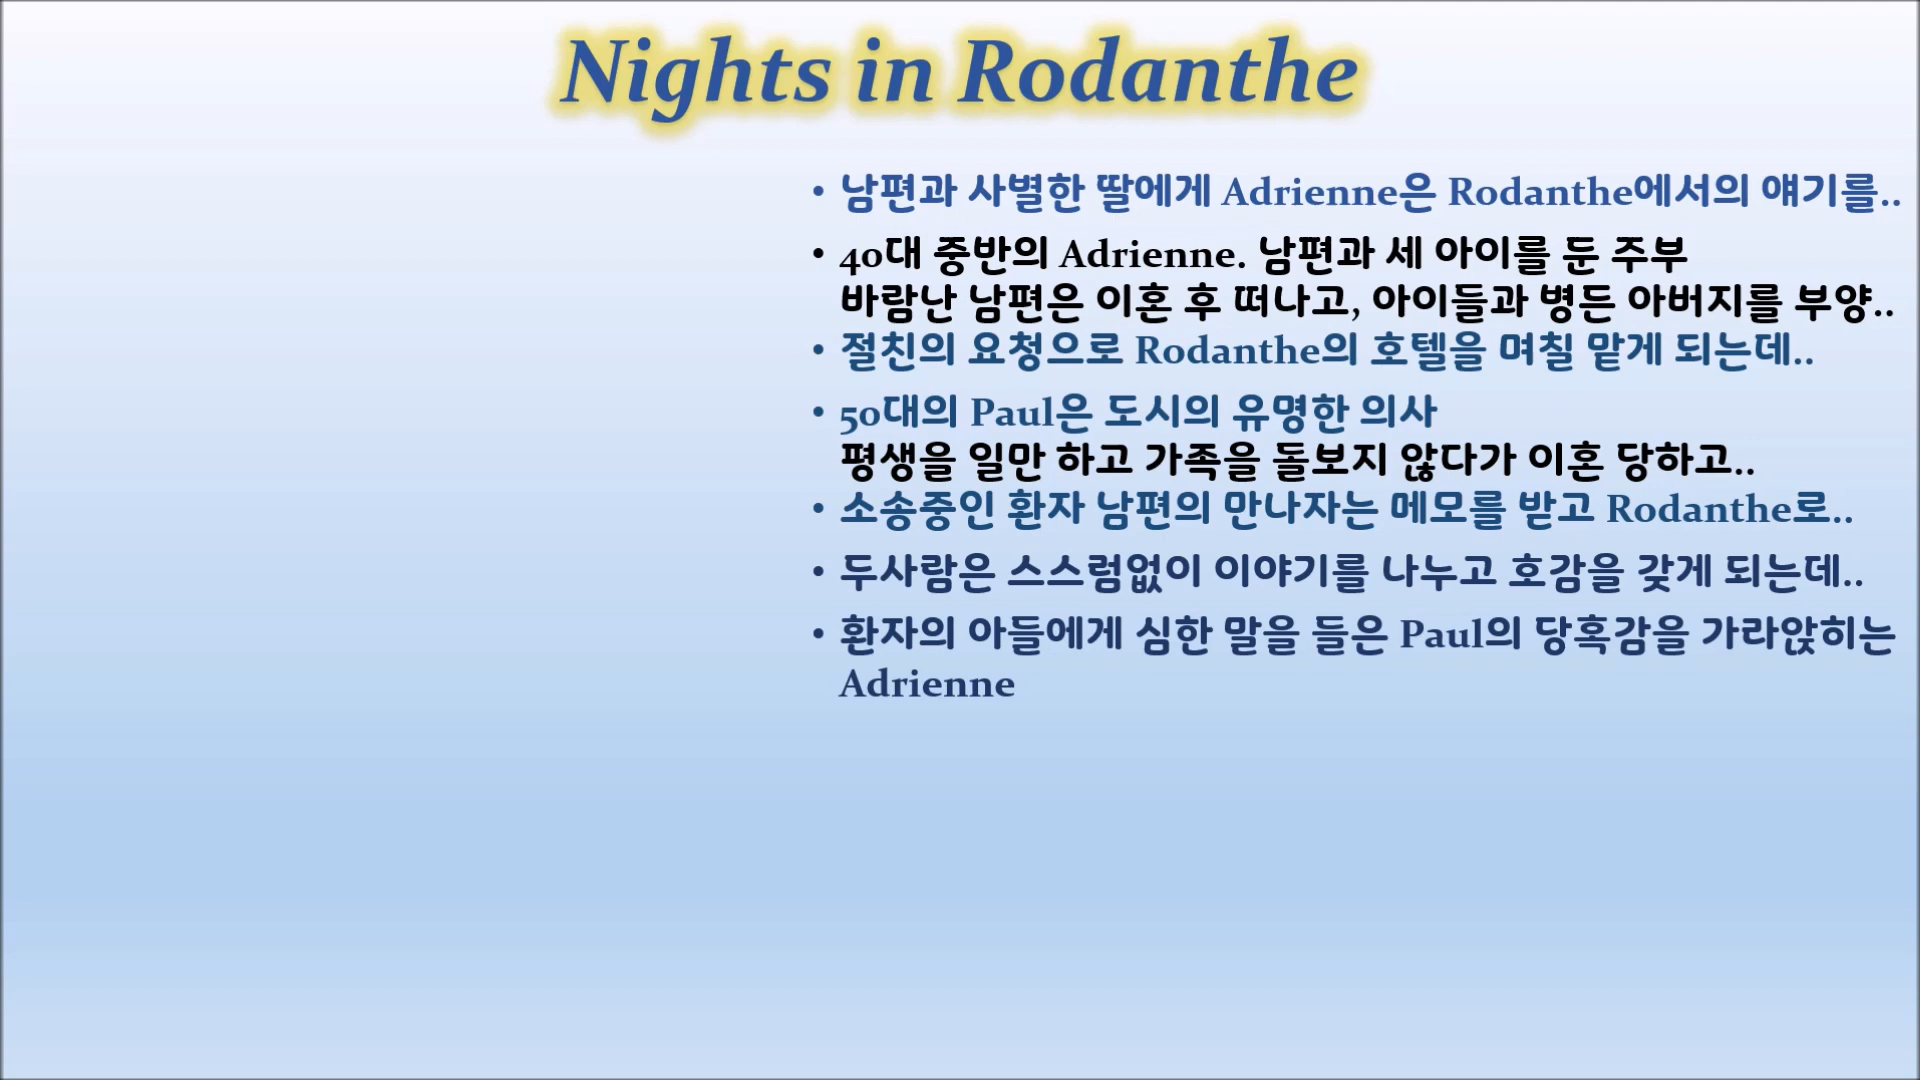 Nights in Rodanthe
• 남편과 사별한 딸에게 Adrienne은 Rodanthe에서의 얘기를..
• 40대 중반의 Adrienne. 남편과 세 아이를 둔 주부
바람난 남편은 이혼 후 떠나고, 아이들과 병든 아버지를 부양..
• 절친의 요청으로 Rodanthe의 호텔을 며칠 맡게 되는데..
• 50대의 Paul은 도시의 유명한 의사
평생을 일만 하고 가족을 돌보지 않다가 이혼 당하고..
• 소송중인 환자 남편의 만나자는 메모를 받고 Rodanthe로..
• 두사람은 스스럼없이 이야기를 나누고 호감을 갖게 되는데..
• 환자의 아들에게 심한 말을 들은 Paul의 당혹감을 가라앉히는
Adrienne